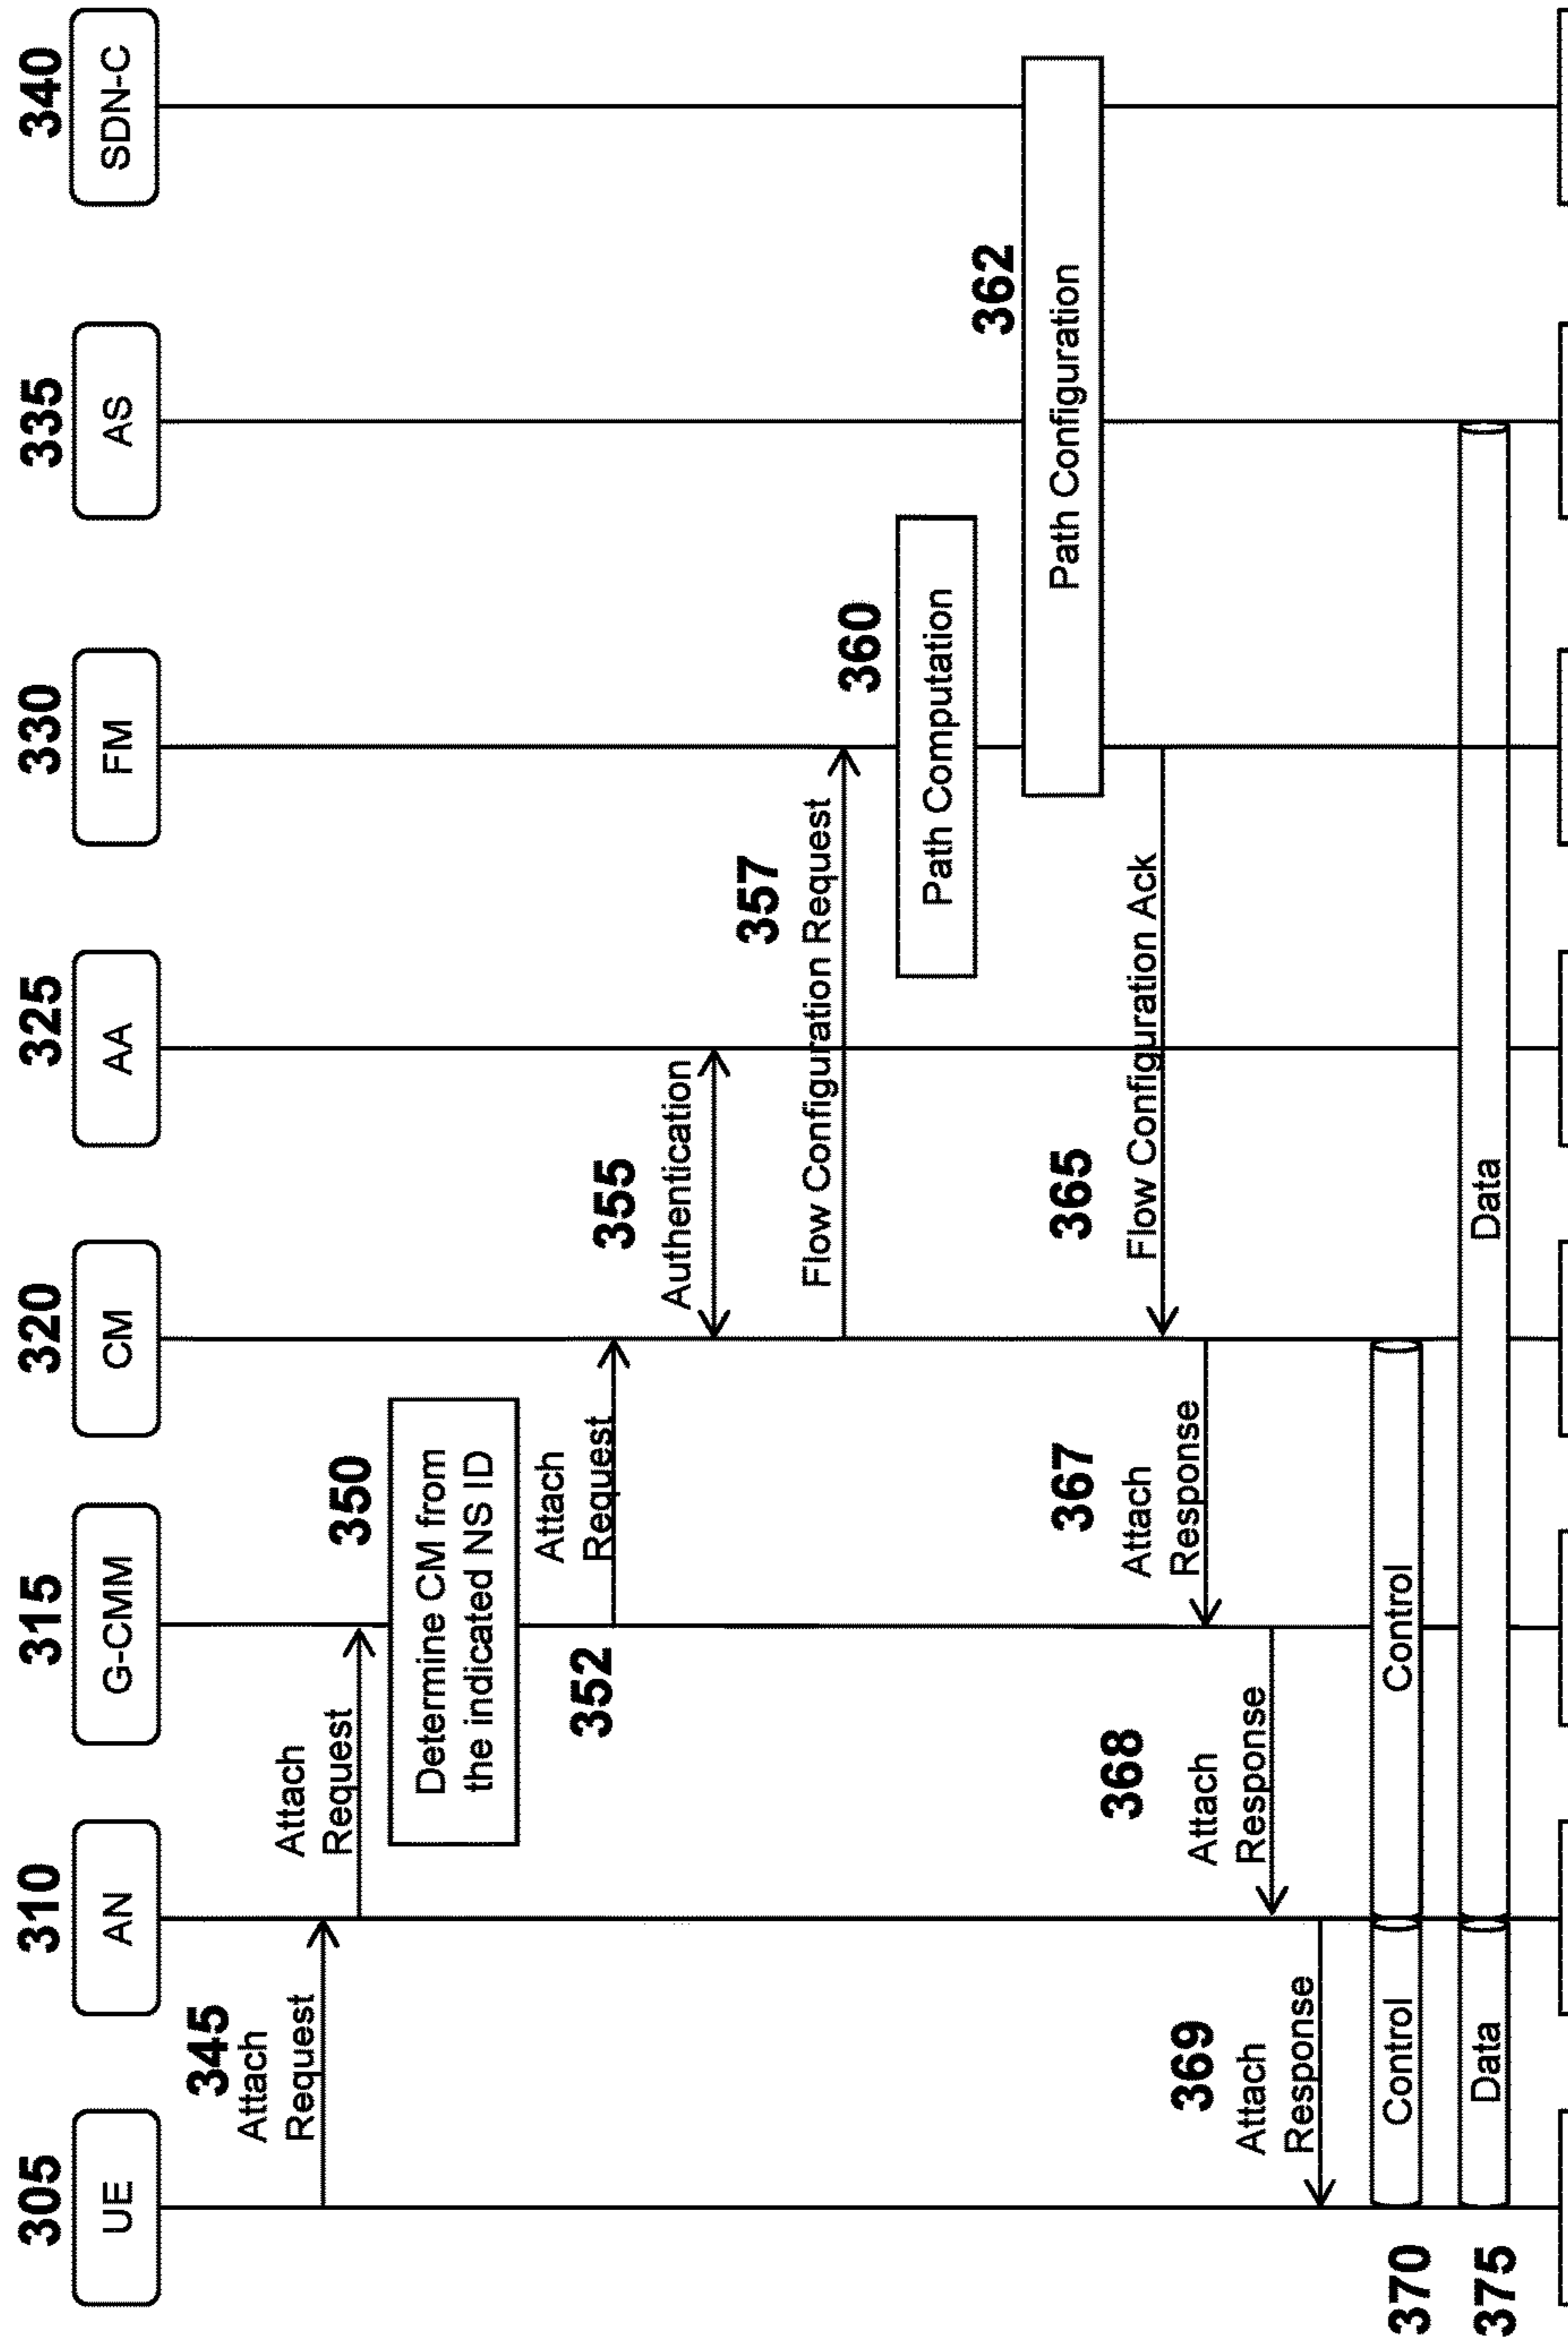 305
310
315
320
325
330
335
340
UE
AN
G-CMM
CM
AA
FM
AS
SDN-C
345
Attach
Request
Attach
Request
350
Determine CM from
the indicated NS ID
352
Attach
Request
355
Authentication
357
Flow Configuration Request
360
Path Computation
362
Path Configuration
365
Flow Configuration Ack
367
Attach
Response
368
Attach
Response
369
Attach
Response
370
Control
Control
375
Data
Data